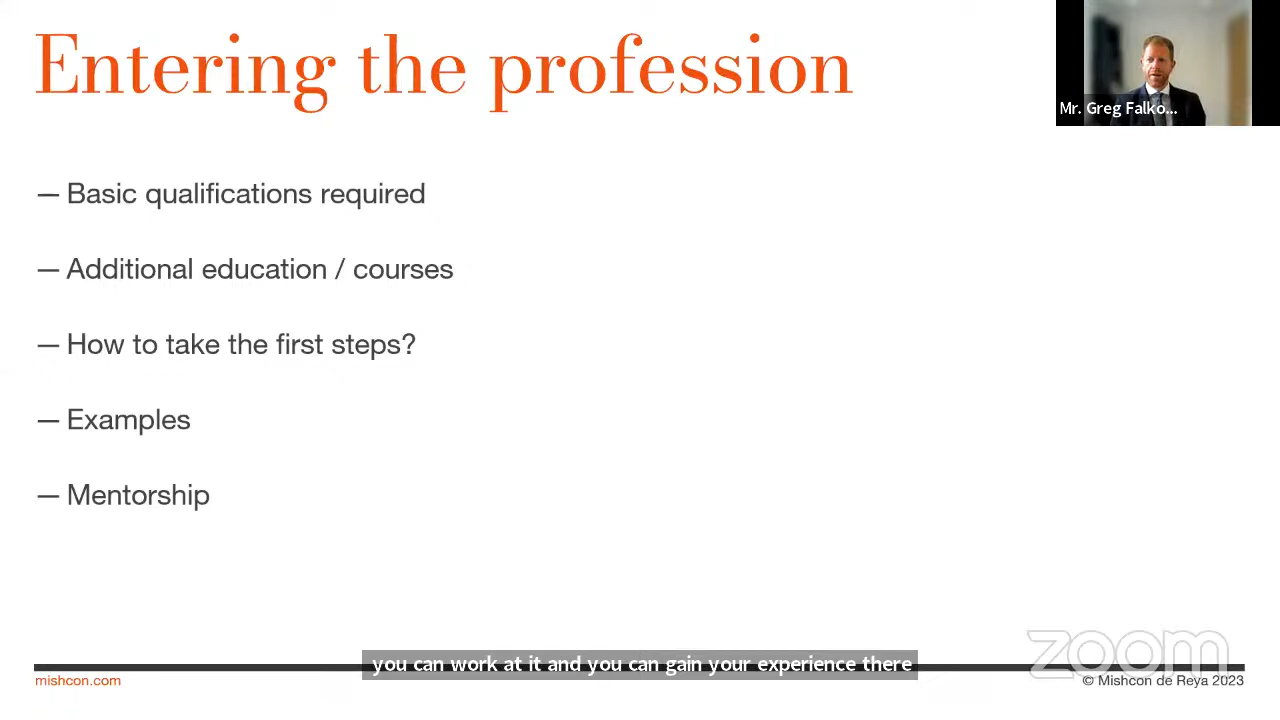 Entering the profession
Mr. Greg Falko...
— Basic qualifications required
— Additional education / courses
— How to take the first steps?
— Examples
— Mentorship
zoom
you can work at it and you can gain your experience there
mishcon.com
© Mishcon de Reya 2023